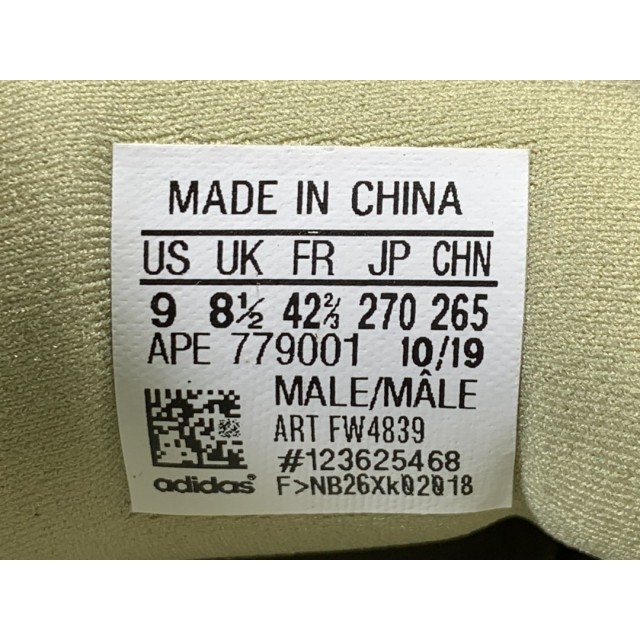 MADE IN CHINA
US UK FR JP CHN
9 8½ 42⅔ 270 265
APE 779001 10/19
MALE/MÂLE
ART FW4839
#123625468
adidas F>NB26Xk02018